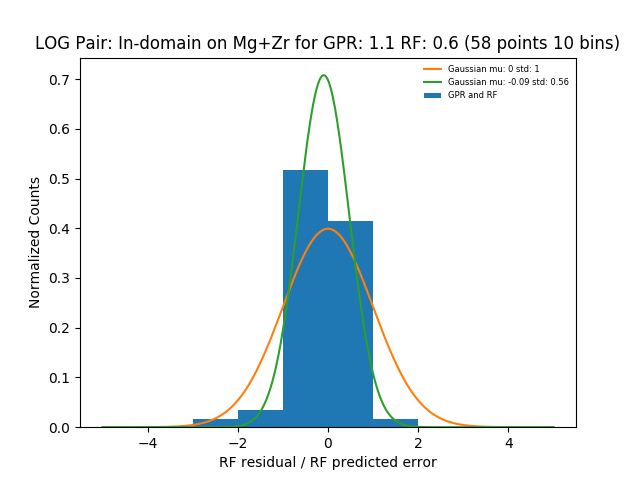 LOG Pair: In-domain on Mg+Zr for GPR: 1.1 RF: 0.6 (58 points 10 bins)
Gaussian mu: 0 std: 1
Gaussian mu: -0.09 std: 0.56
GPR and RF
Normalized Counts
0.7
0.6
0.5
0.4
0.3
0.2
0.1
0.0
−4 −2 0 2 4
RF residual / RF predicted error